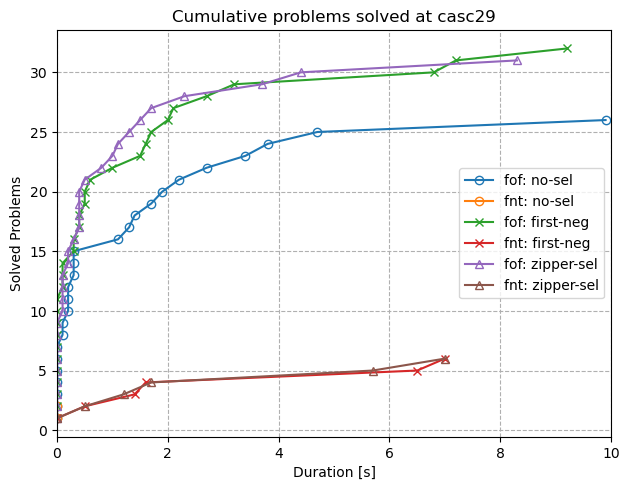 Cumulative problems solved at casc29
Solved Problems
30
25
20
15
10
5
0
fof: no-sel
fnt: no-sel
fof: first-neg
fnt: first-neg
fof: zipper-sel
fnt: zipper-sel
0 2 4 6 8 10
Duration [s]